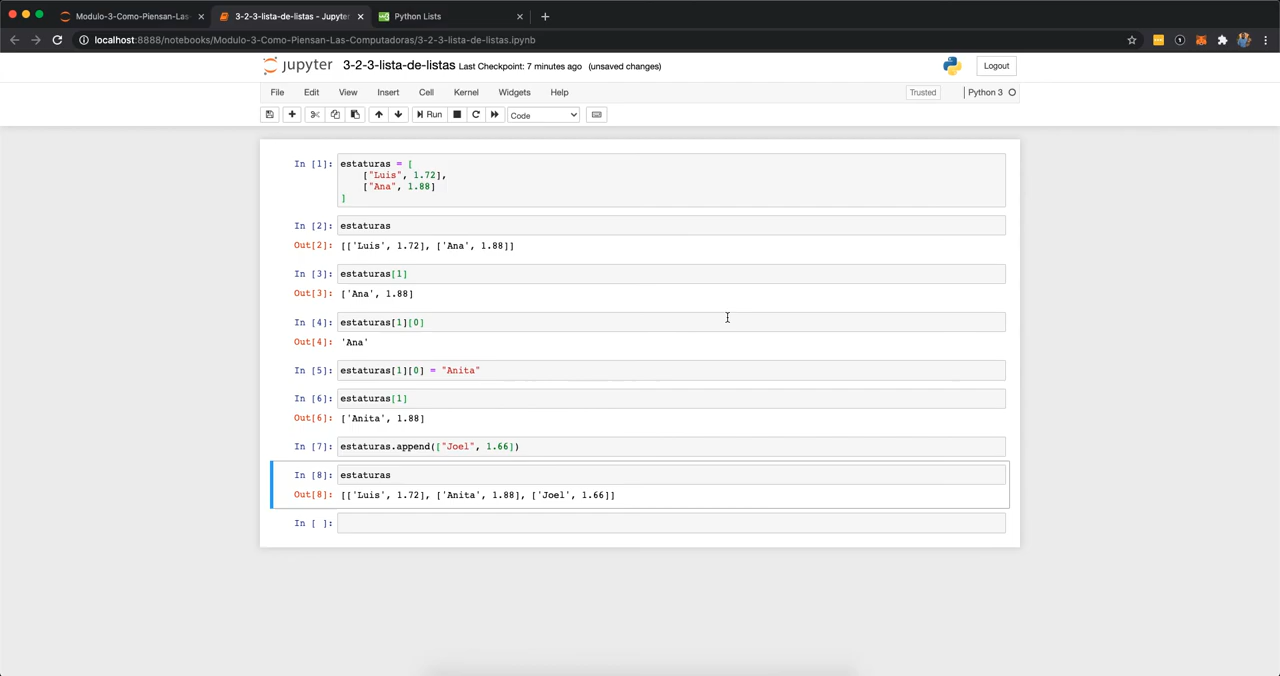 Modulo-3-Como-Piensan-Las-
3-2-3-lista-de-listas - Jupyter
Python Lists
localhost:8888/notebooks/Modulo-3-Como-Piensan-Las-Computadoras/3-2-3-lista-de-listas.ipynb
jupyter 3-2-3-lista-de-listas Last Checkpoint: 7 minutes ago (unsaved changes) Logout
File Edit View Insert Cell Kernel Widgets Help Trusted Python 3
Run Code
In [1]: estaturas = [
["Luis", 1.72],
["Ana", 1.88]
]
In [2]: estaturas
Out[2]: [['Luis', 1.72], ['Ana', 1.88]]
In [3]: estaturas[1]
Out[3]: ['Ana', 1.88]
In [4]: estaturas[1][0]
Out[4]: 'Ana'
In [5]: estaturas[1][0] = "Anita"
In [6]: estaturas[1]
Out[6]: ['Anita', 1.88]
In [7]: estaturas.append(["Joel", 1.66])
In [8]: estaturas
Out[8]: [['Luis', 1.72], ['Anita', 1.88], ['Joel', 1.66]]
In [ ]: